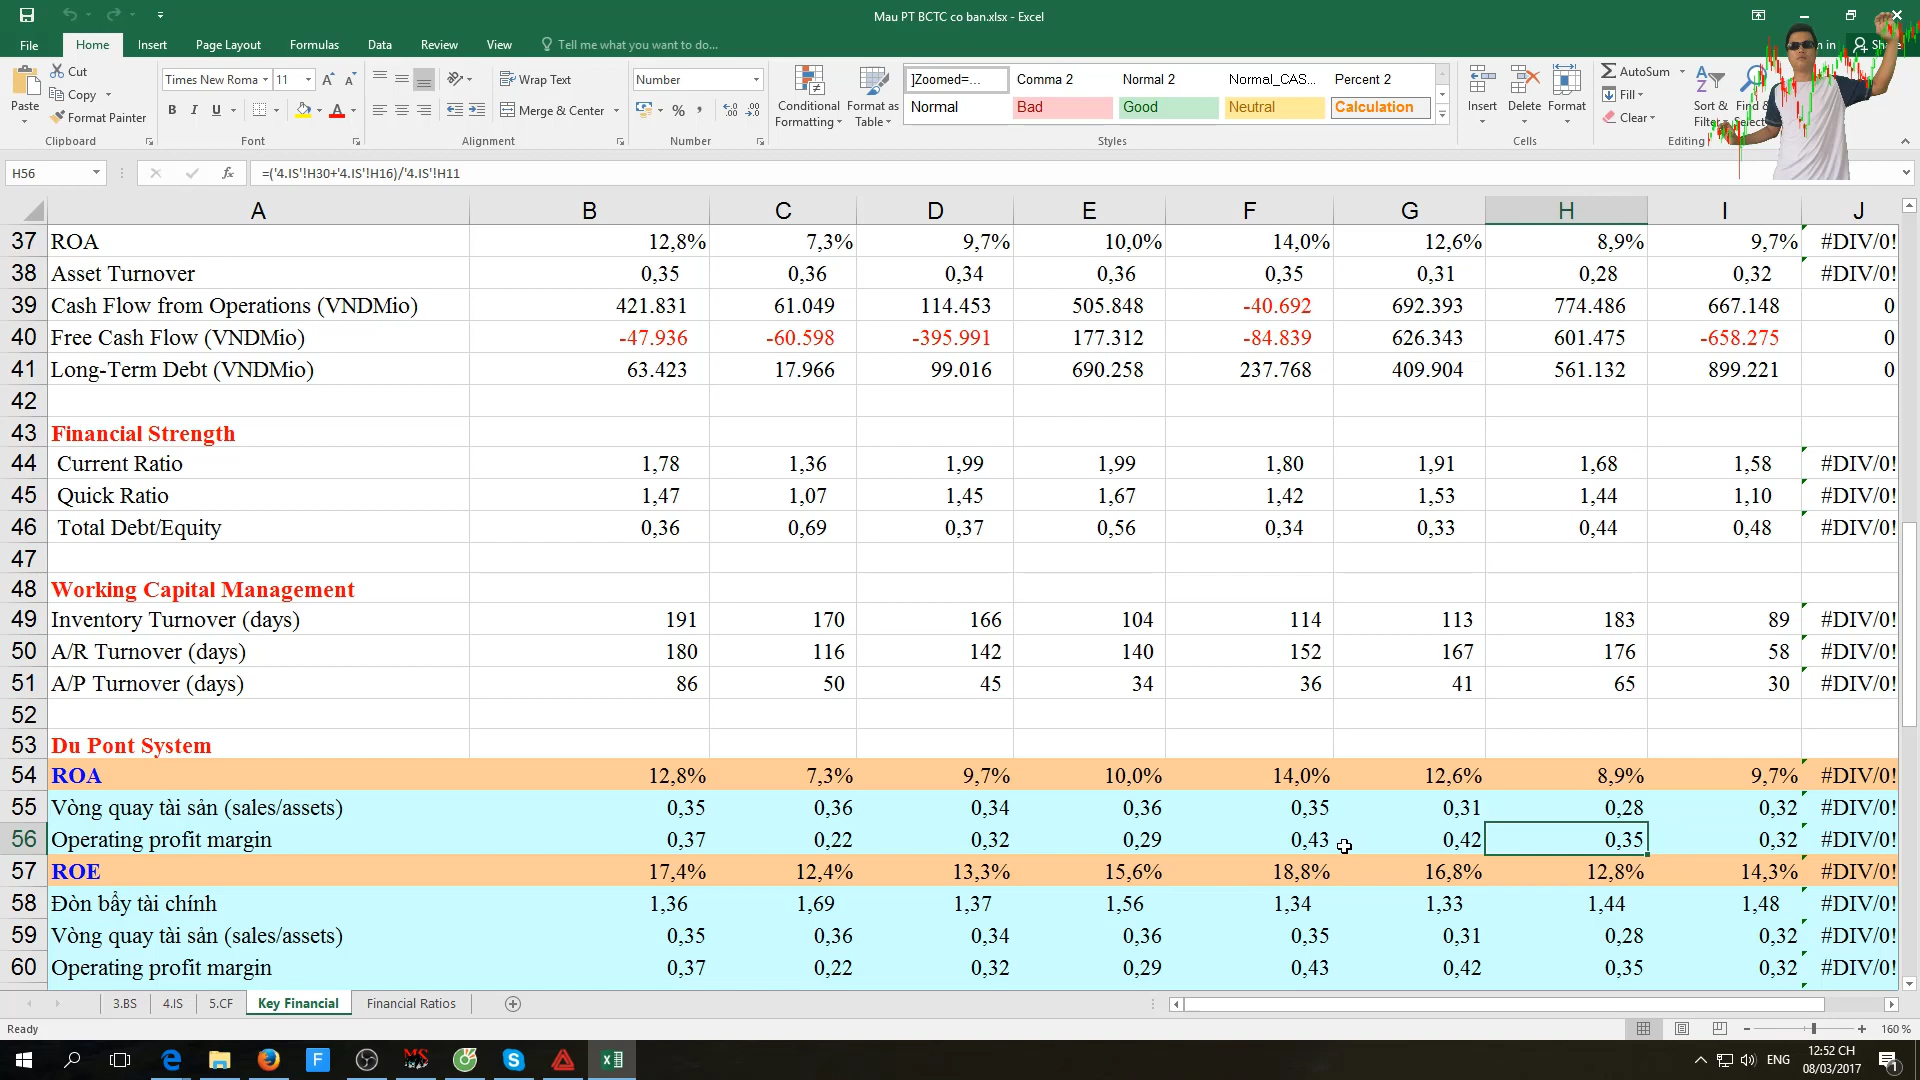 Mau PT BCTC co ban.xlsx - Excel
File Home Insert Page Layout Formulas Data Review View Tell me what you want to do... in Sha
Paste Cut Copy Format Painter Clipboard
Times New Roma 11 B I U A Font
Wrap Text Merge & Center Alignment
Number % , Number
Conditional Formatting Format as Table
]Zoomed=... Comma 2 Normal 2 Normal_CAS... Percent 2
Normal Bad Good Neutral Calculation
Styles
Insert Delete Format Cells
AutoSum Fill Clear Sort & Filter Find & Select Editing
H56 fx =('4.IS'!H30+'4.IS'!H16)/'4.IS'!H11
A B C D E F G H I J
37 ROA 12,8% 7,3% 9,7% 10,0% 14,0% 12,6% 8,9% 9,7% #DIV/0!
38 Asset Turnover 0,35 0,36 0,34 0,36 0,35 0,31 0,28 0,32 #DIV/0!
39 Cash Flow from Operations (VNDMio) 421.831 61.049 114.453 505.848 -40.692 692.393 774.486 667.148 0
40 Free Cash Flow (VNDMio) -47.936 -60.598 -395.991 177.312 -84.839 626.343 601.475 -658.275 0
41 Long-Term Debt (VNDMio) 63.423 17.966 99.016 690.258 237.768 409.904 561.132 899.221 0
42
43 Financial Strength
44 Current Ratio 1,78 1,36 1,99 1,99 1,80 1,91 1,68 1,58 #DIV/0!
45 Quick Ratio 1,47 1,07 1,45 1,67 1,42 1,53 1,44 1,10 #DIV/0!
46 Total Debt/Equity 0,36 0,69 0,37 0,56 0,34 0,33 0,44 0,48 #DIV/0!
47
48 Working Capital Management
49 Inventory Turnover (days) 191 170 166 104 114 113 183 89 #DIV/0!
50 A/R Turnover (days) 180 116 142 140 152 167 176 58 #DIV/0!
51 A/P Turnover (days) 86 50 45 34 36 41 65 30 #DIV/0!
52
53 Du Pont System
54 ROA 12,8% 7,3% 9,7% 10,0% 14,0% 12,6% 8,9% 9,7% #DIV/0!
55 Vòng quay tài sản (sales/assets) 0,35 0,36 0,34 0,36 0,35 0,31 0,28 0,32 #DIV/0!
56 Operating profit margin 0,37 0,22 0,32 0,29 0,43 0,42 0,35 0,32 #DIV/0!
57 ROE 17,4% 12,4% 13,3% 15,6% 18,8% 16,8% 12,8% 14,3% #DIV/0!
58 Đòn bẩy tài chính 1,36 1,69 1,37 1,56 1,34 1,33 1,44 1,48 #DIV/0!
59 Vòng quay tài sản (sales/assets) 0,35 0,36 0,34 0,36 0,35 0,31 0,28 0,32 #DIV/0!
60 Operating profit margin 0,37 0,22 0,32 0,29 0,43 0,42 0,35 0,32 #DIV/0!
3.BS 4.IS 5.CF Key Financial Financial Ratios
Ready 160 %
ENG 12:52 CH
08/03/2017